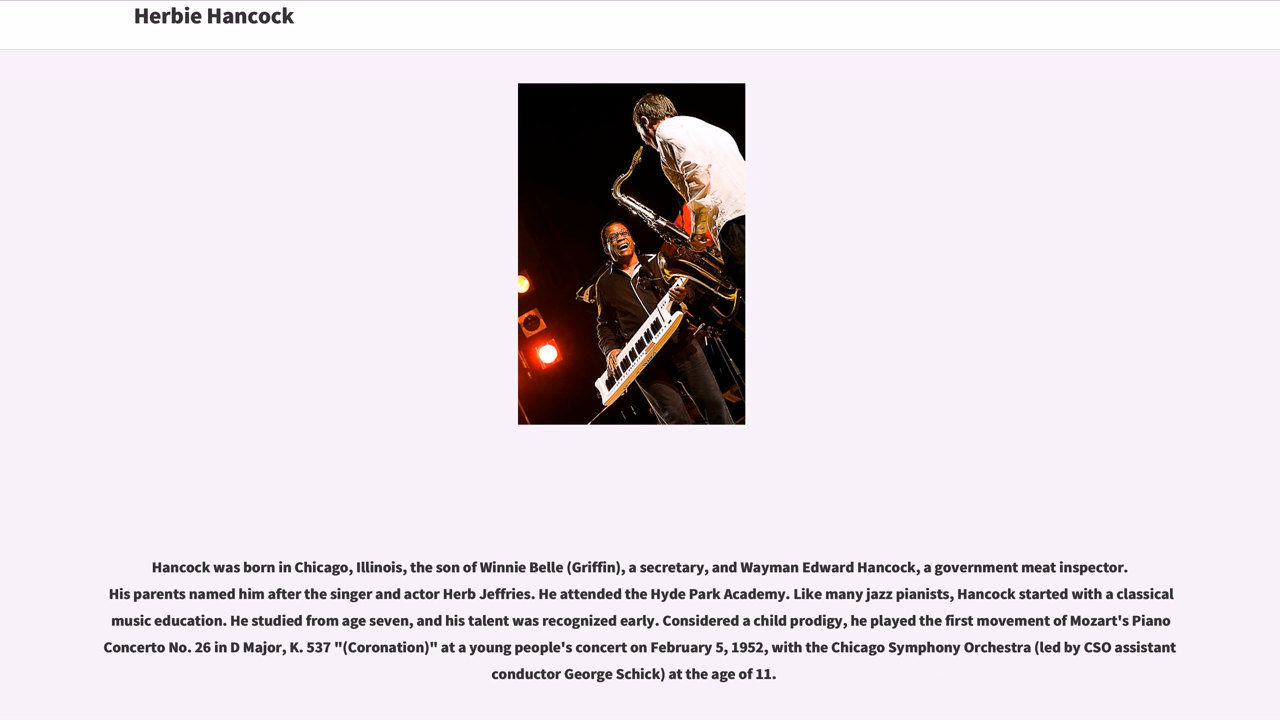 Herbie Hancock
Hancock was born in Chicago, Illinois, the son of Winnie Belle (Griffin), a secretary, and Wayman Edward Hancock, a government meat inspector.
His parents named him after the singer and actor Herb Jeffries. He attended the Hyde Park Academy. Like many jazz pianists, Hancock started with a classical
music education. He studied from age seven, and his talent was recognized early. Considered a child prodigy, he played the first movement of Mozart's Piano
Concerto No. 26 in D Major, K. 537 "(Coronation)" at a young people's concert on February 5, 1952, with the Chicago Symphony Orchestra (led by CSO assistant
conductor George Schick) at the age of 11.